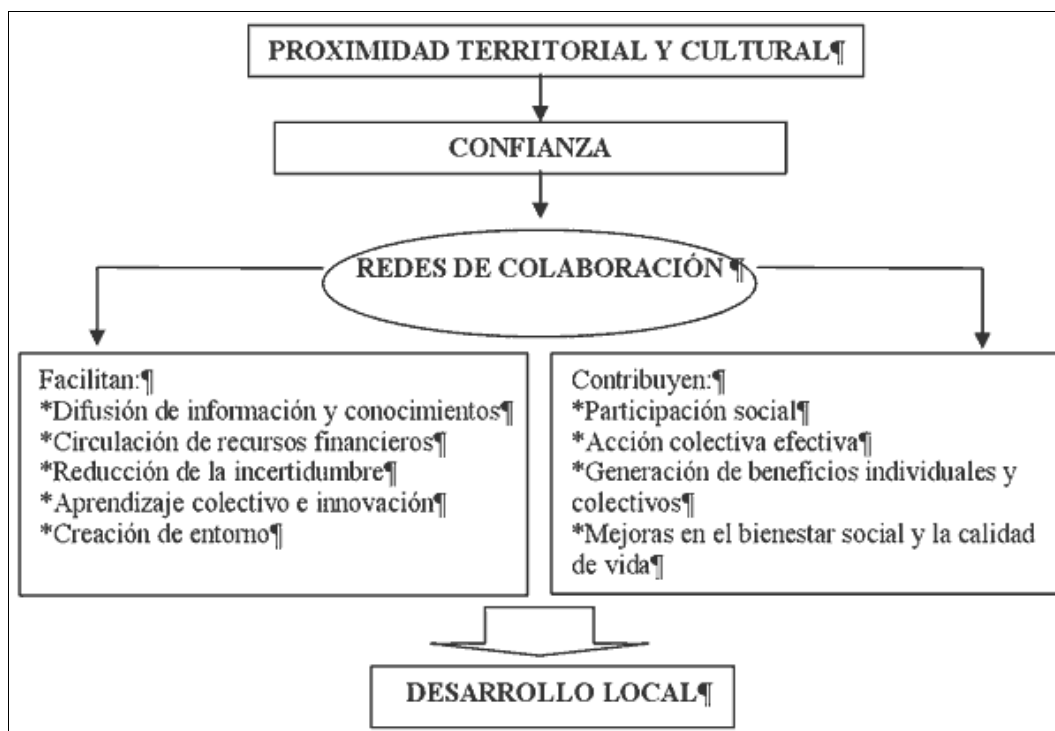 PROXIMIDAD TERRITORIAL Y CULTURAL¶
CONFIANZA
REDES DE COLABORACIÓN ¶
Facilitan:¶
*Difusión de información y conocimientos¶
*Circulación de recursos financieros¶
*Reducción de la incertidumbre¶
*Aprendizaje colectivo e innovación¶
*Creación de entorno¶
Contribuyen:¶
*Participación social¶
*Acción colectiva efectiva¶
*Generación de beneficios individuales y
colectivos¶
*Mejoras en el bienestar social y la calidad
de vida¶
DESARROLLO LOCAL¶